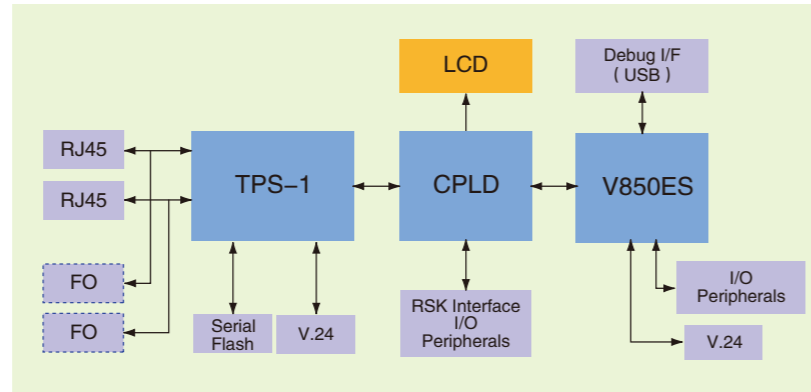 LCD
Debug I/F
( USB )
RJ45
RJ45
TPS–1
CPLD
V850ES
FO
FO
Serial
Flash
V.24
RSK Interface
I/O
Peripherals
I/O
Peripherals
V.24